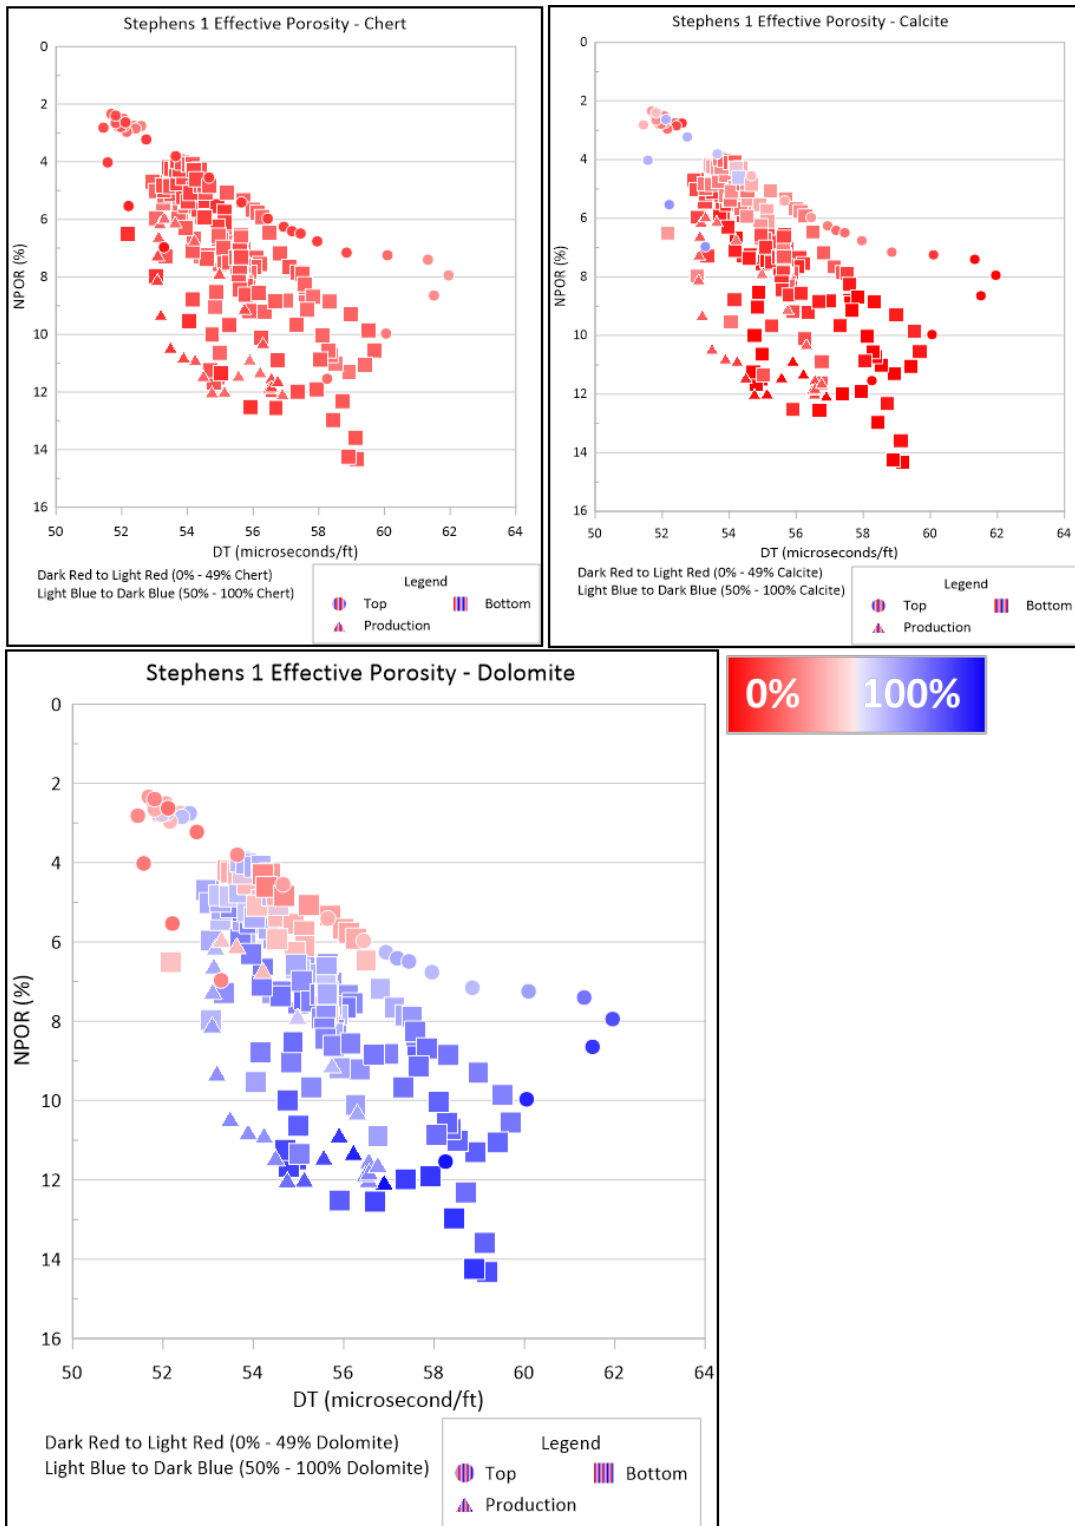 Stephens 1 Effective Porosity - Chert
0
2
4
6
8
10
12
14
16
NPOR (%)
50 52 54 56 58 60 62 64
DT (microseconds/ft)
Dark Red to Light Red (0% - 49% Chert)
Light Blue to Dark Blue (50% - 100% Chert)
Legend
Top Bottom
Production
Stephens 1 Effective Porosity - Calcite
0
2
4
6
8
10
12
14
16
NPOR (%)
50 52 54 56 58 60 62 64
DT (microseconds/ft)
Dark Red to Light Red (0% - 49% Calcite)
Light Blue to Dark Blue (50% - 100% Calcite)
Legend
Top Bottom
Production
Stephens 1 Effective Porosity - Dolomite
0
2
4
6
8
10
12
14
16
NPOR (%)
50 52 54 56 58 60 62 64
DT (microsecond/ft)
Dark Red to Light Red (0% - 49% Dolomite)
Light Blue to Dark Blue (50% - 100% Dolomite)
Legend
Top Bottom
Production
0% 100%